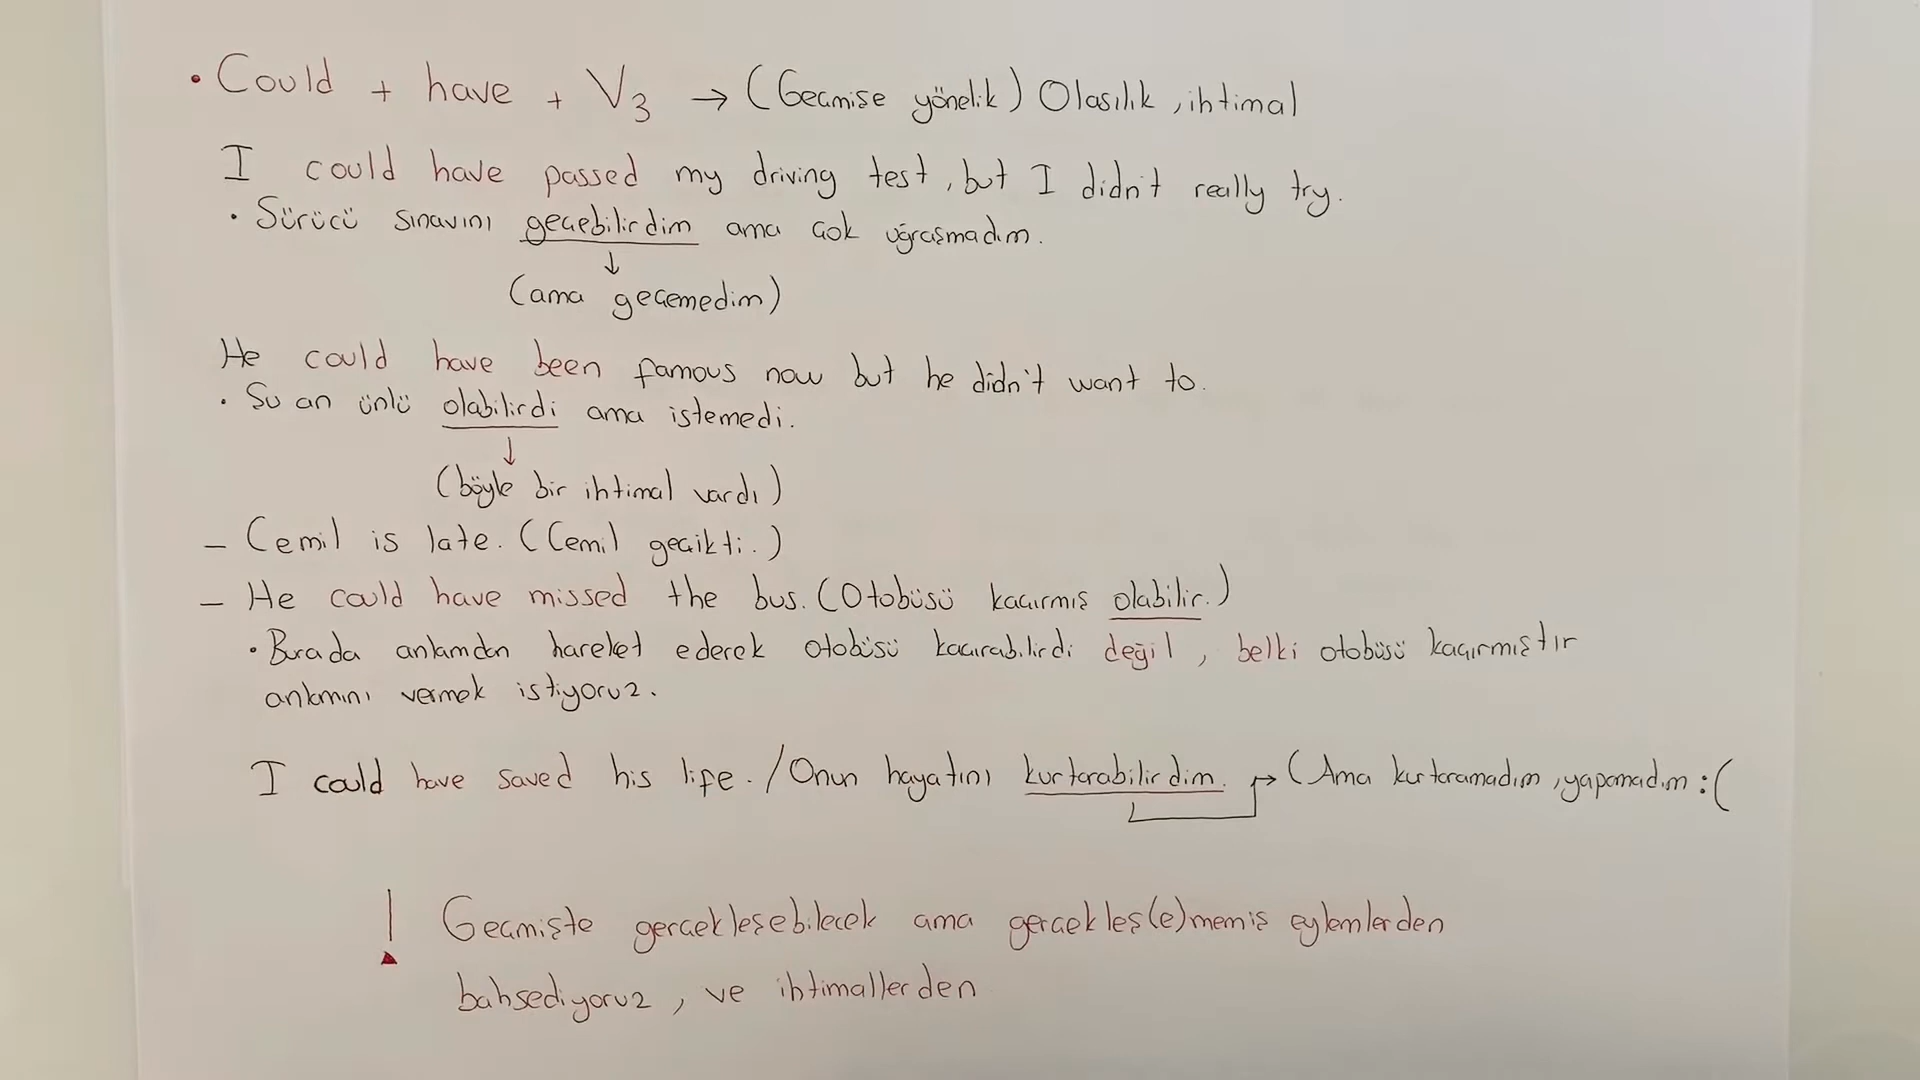 • Could + have + V3 → (Geçmişe yönelik) Olasılık, ihtimal
I could have passed my driving test, but I didn't really try.
• Sürücü sınavını geçebilirdim ama çok uğraşmadım.
↓
(ama geçemedim)
He could have been famous now but he didn't want to.
• Şu an ünlü olabilirdi ama istemedi.
↓
(böyle bir ihtimal vardı)
– Cemil is late. (Cemil gecikti.)
– He could have missed the bus. (Otobüsü kaçırmış olabilir.)
• Burada anlamdan hareket ederek otobüsü kaçırabilirdi değil, belki otobüsü kaçırmıştır
anlamını vermek istiyoruz.
I could have saved his life. / Onun hayatını kurtarabilirdim. → (Ama kurtaramadım, yapamadım :(
! Geçmişte gerçekleşebilecek ama gerçekleş(e)memiş eylemlerden
bahsediyoruz, ve ihtimallerden